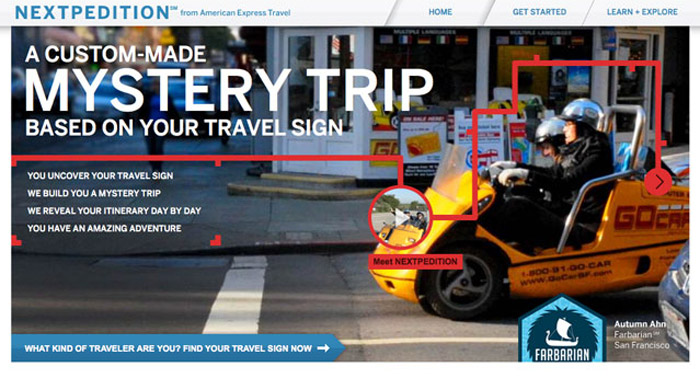 NEXTPEDITION℠ from American Express Travel
HOME
GET STARTED
LEARN + EXPLORE
A CUSTOM-MADE
MYSTERY TRIP
BASED ON YOUR TRAVEL SIGN
YOU UNCOVER YOUR TRAVEL SIGN
WE BUILD YOU A MYSTERY TRIP
WE REVEAL YOUR ITINERARY DAY BY DAY
YOU HAVE AN AMAZING ADVENTURE
MULTIPLE LANGUAGES
MULTIPLE LANGUAGES
ON SALE HERE!
Meet NEXTPEDITION
GOCAR
1-800-91-GO-CAR
www.GoCarSF.com
FARBARIAN
Autumn Ahn
Farbarian℠
San Francisco
WHAT KIND OF TRAVELER ARE YOU? FIND YOUR TRAVEL SIGN NOW